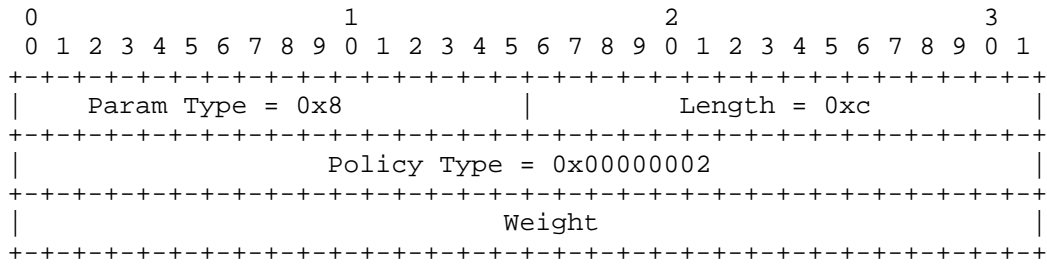 0                   1                   2                   3
 0 1 2 3 4 5 6 7 8 9 0 1 2 3 4 5 6 7 8 9 0 1 2 3 4 5 6 7 8 9 0 1
+-+-+-+-+-+-+-+-+-+-+-+-+-+-+-+-+-+-+-+-+-+-+-+-+-+-+-+-+-+-+-+-+
|    Param Type = 0x8            |         Length = 0xc          |
+-+-+-+-+-+-+-+-+-+-+-+-+-+-+-+-+-+-+-+-+-+-+-+-+-+-+-+-+-+-+-+-+
|                   Policy Type = 0x00000002                    |
+-+-+-+-+-+-+-+-+-+-+-+-+-+-+-+-+-+-+-+-+-+-+-+-+-+-+-+-+-+-+-+-+
|                              Weight                           |
+-+-+-+-+-+-+-+-+-+-+-+-+-+-+-+-+-+-+-+-+-+-+-+-+-+-+-+-+-+-+-+-+